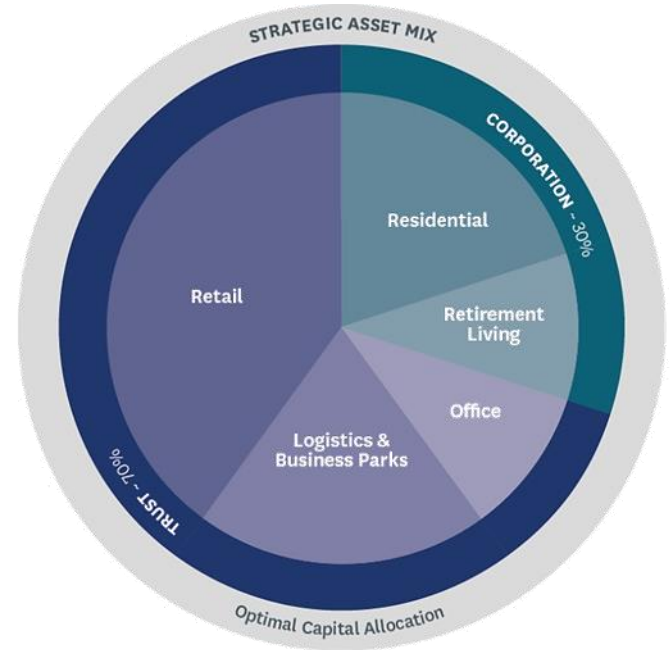 STRATEGIC ASSET MIX
CORPORATION ~ 30%
Residential
Retail
Retirement
Living
Office
Logistics &
Business Parks
TRUST ~ 70%
Optimal Capital Allocation